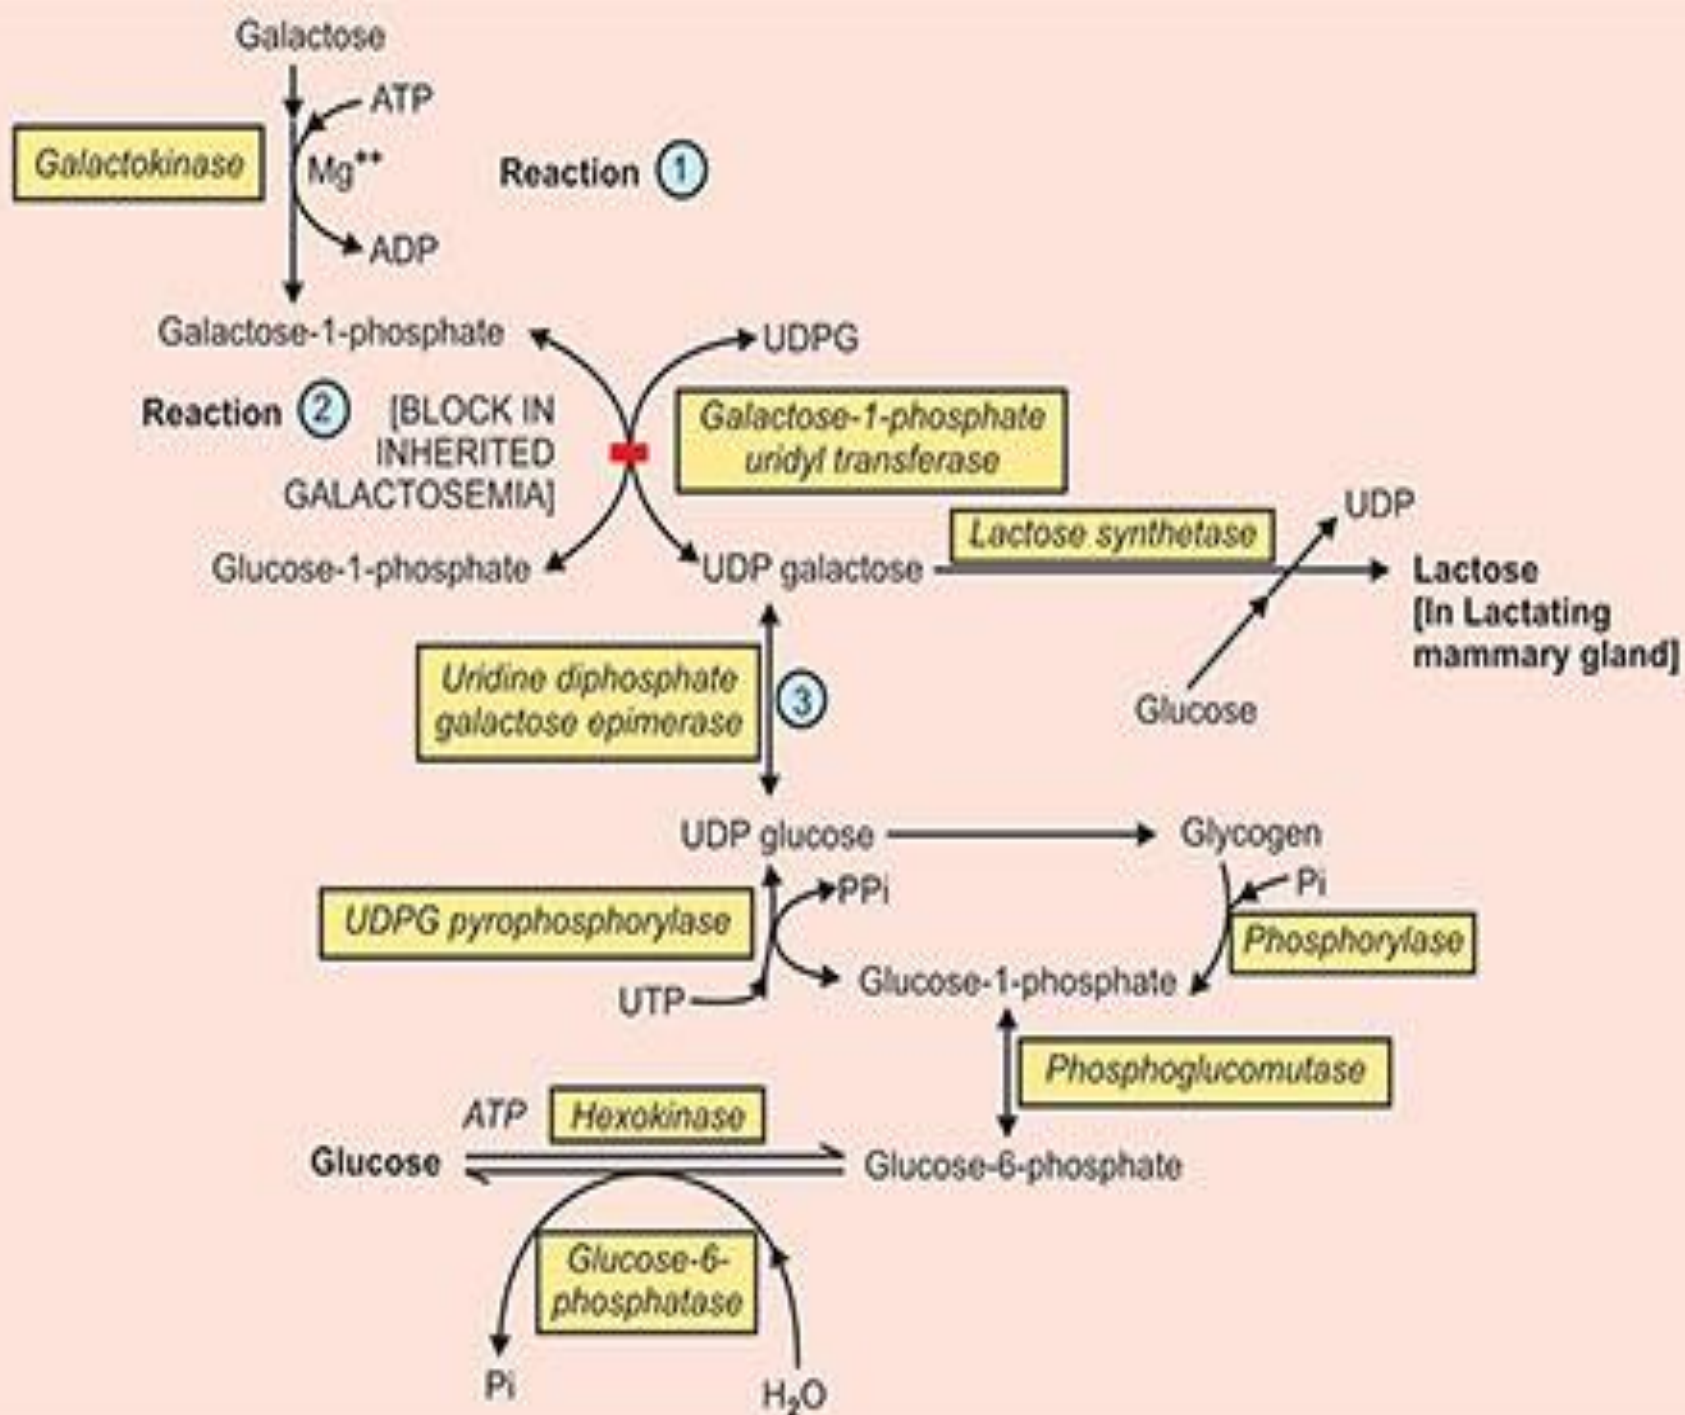 Galactose
ATP
Galactokinase
Mg++
Reaction 1
ADP
Galactose-1-phosphate
UDPG
Reaction 2
[BLOCK IN
INHERITED
GALACTOSEMIA]
Galactose-1-phosphate
uridyl transferase
Glucose-1-phosphate
UDP galactose
Lactose synthetase
UDP
Glucose
Lactose
[In Lactating
mammary gland]
Uridine diphosphate
galactose epimerase
3
UDP glucose
Glycogen
PPi
Pi
UDPG pyrophosphorylase
Phosphorylase
UTP
Glucose-1-phosphate
Phosphoglucomutase
ATP
Hexokinase
Glucose
Glucose-6-phosphate
Glucose-6-
phosphatase
Pi
H₂O